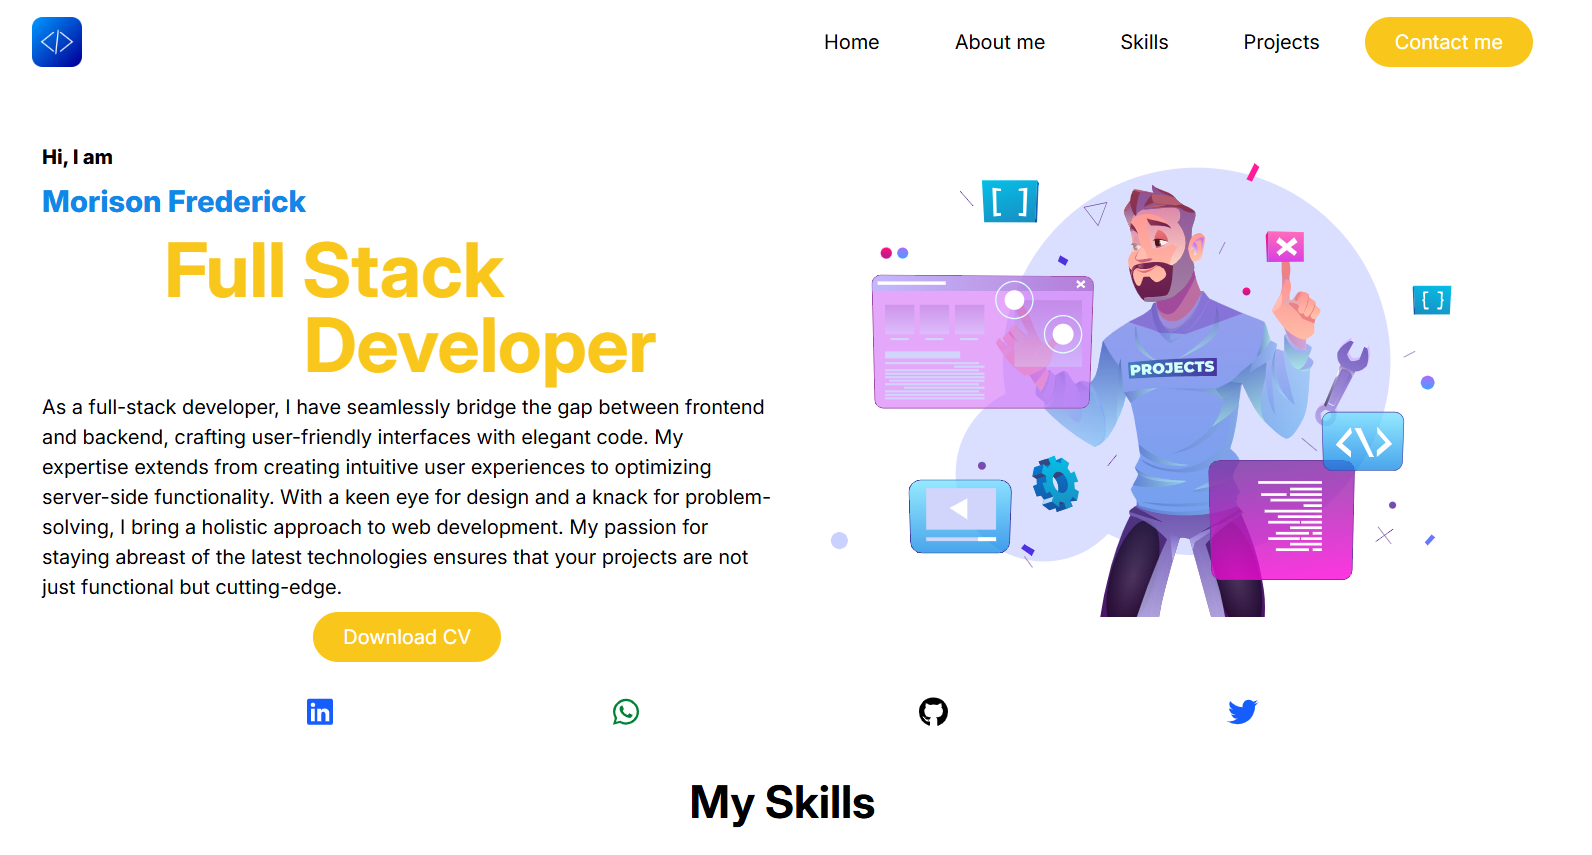 Home About me Skills Projects Contact me
Hi, I am
Morison Frederick
Full Stack
Developer
As a full-stack developer, I have seamlessly bridge the gap between frontend
and backend, crafting user-friendly interfaces with elegant code. My
expertise extends from creating intuitive user experiences to optimizing
server-side functionality. With a keen eye for design and a knack for problem-
solving, I bring a holistic approach to web development. My passion for
staying abreast of the latest technologies ensures that your projects are not
just functional but cutting-edge.
Download CV
PROJECTS
My Skills